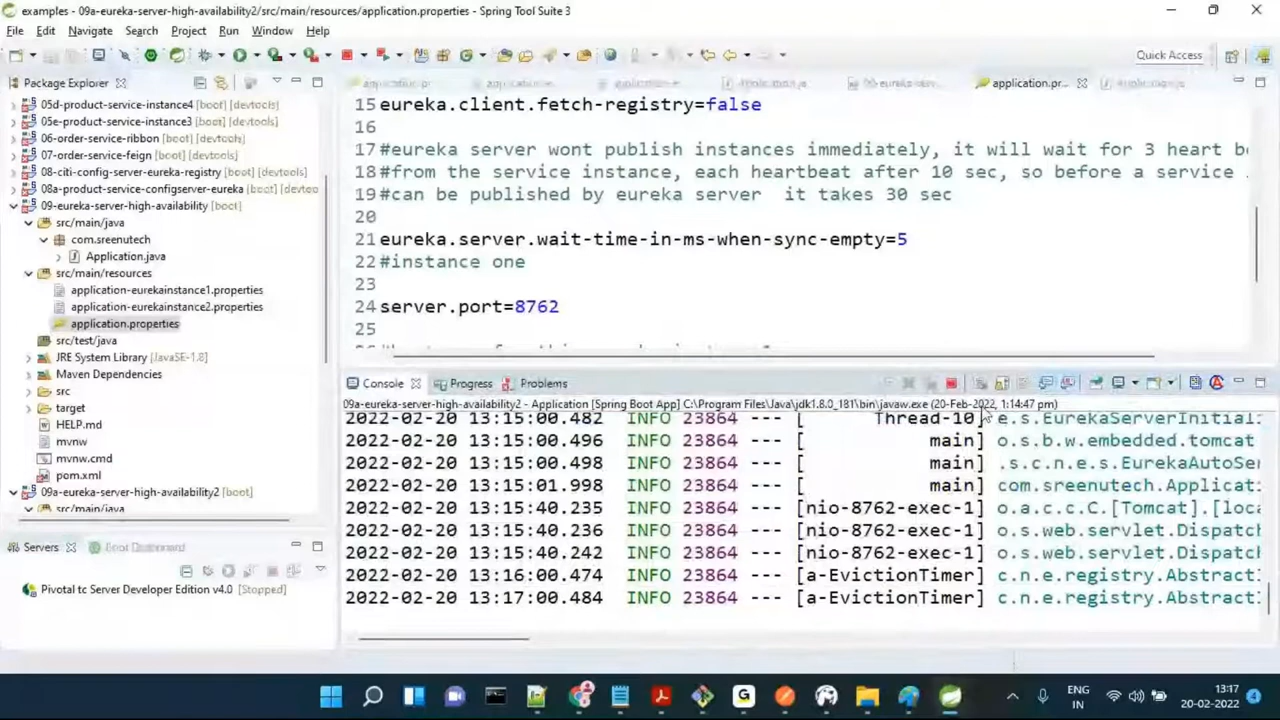 examples - 09a-eureka-server-high-availability2/src/main/resources/application.properties - Spring Tool Suite 3
File Edit Navigate Search Project Run Window Help
Quick Access
Package Explorer
05d-product-service-instance4 [boot] [devtools]
05e-product-service-instance3 [boot] [devtools]
06-order-service-ribbon [boot] [devtools]
07-order-service-feign [boot] [devtools]
08-citi-config-server-eureka-registry [devtools]
08a-product-service-configserver-eureka [devtoo
09-eureka-server-high-availability [boot]
src/main/java
com.sreenutech
Application.java
src/main/resources
application-eurekainstance1.properties
application-eurekainstance2.properties
application.properties
src/test/java
JRE System Library [JavaSE-1.8]
Maven Dependencies
src
target
HELP.md
mvnw
mvnw.cmd
pom.xml
09a-eureka-server-high-availability2 [boot]
src/main/java
Servers Boot Dashboard
Pivotal tc Server Developer Edition v4.0 [Stopped]
application.pr...
15 eureka.client.fetch-registry=false
16
17 #eureka server wont publish instances immediately, it will wait for 3 heart b
18 #from the service instance, each heartbeat after 10 sec, so before a service
19 #can be published by eureka server  it takes 30 sec
20
21 eureka.server.wait-time-in-ms-when-sync-empty=5
22 #instance one
23
24 server.port=8762
25
Console Progress Problems
09a-eureka-server-high-availability2 - Application [Spring Boot App] C:\Program Files\Java\jdk1.8.0_181\bin\javaw.exe (20-Feb-2022, 1:14:47 pm)
2022-02-20 13:15:00.482 INFO 23864 --- [ Thread-10] e.s.EurekaServerInitial
2022-02-20 13:15:00.496 INFO 23864 --- [ main] o.s.b.w.embedded.tomcat
2022-02-20 13:15:00.498 INFO 23864 --- [ main] .s.c.n.e.s.EurekaAutoSe
2022-02-20 13:15:01.998 INFO 23864 --- [ main] com.sreenutech.Applicat
2022-02-20 13:15:40.235 INFO 23864 --- [nio-8762-exec-1] o.a.c.c.C.[Tomcat].[loc
2022-02-20 13:15:40.236 INFO 23864 --- [nio-8762-exec-1] o.s.web.servlet.Dispatc
2022-02-20 13:15:40.242 INFO 23864 --- [nio-8762-exec-1] o.s.web.servlet.Dispatc
2022-02-20 13:16:00.474 INFO 23864 --- [a-EvictionTimer] c.n.e.registry.Abstract
2022-02-20 13:17:00.484 INFO 23864 --- [a-EvictionTimer] c.n.e.registry.Abstract
ENG
IN
13:17
20-02-2022